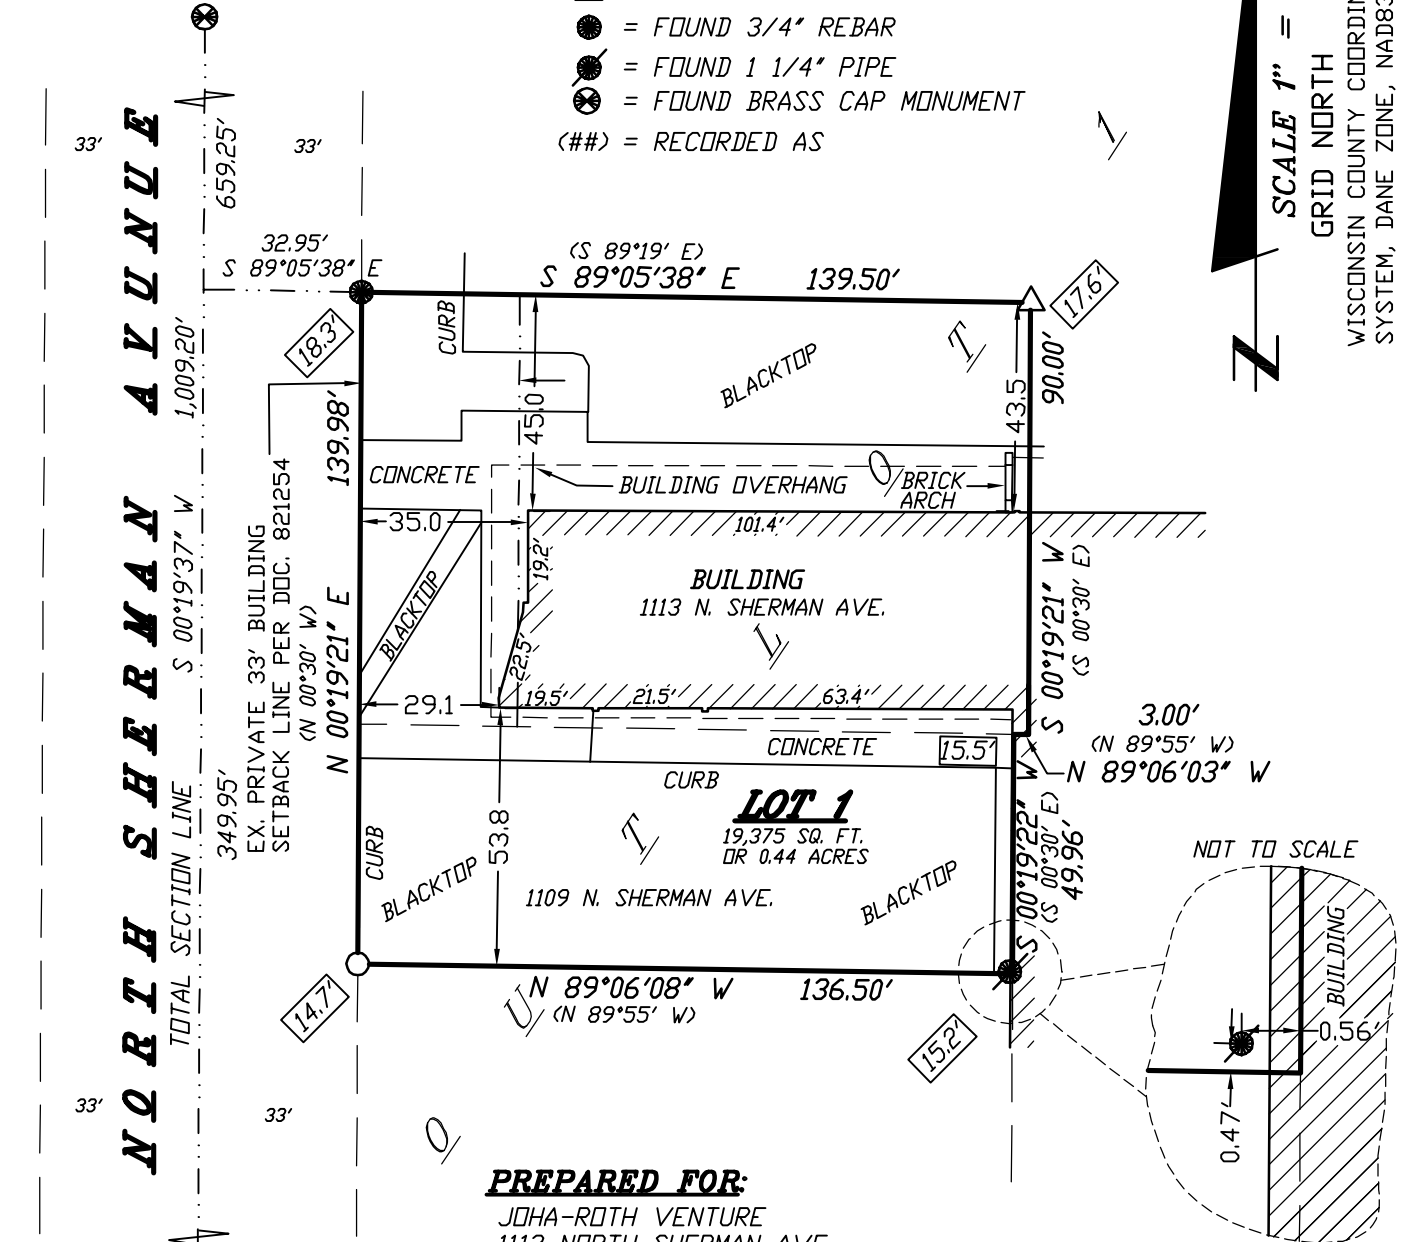 = FOUND 3/4" REBAR
= FOUND 1 1/4" PIPE
= FOUND BRASS CAP MONUMENT
(##) = RECORDED AS
SCALE 1" =
GRID NORTH
WISCONSIN COUNTY COORDIN
SYSTEM, DANE ZONE, NAD83
Z
33'
33'
659.25'
NORTH SHERMAN AVUNUE
1,009.20'
S 00°19'37" W
TOTAL SECTION LINE
349.95'
32.95'
S 89°05'38" E
(S 89°19' E)
S 89°05'38" E 139.50'
17.6'
18.3'
CURB
BLACKTOP
45.0
43.5
90.00'
139.98'
EX. PRIVATE 33' BUILDING
SETBACK LINE PER DOC. 821254
(N 00°30' W)
N 00°19'21" E
CONCRETE
BUILDING OVERHANG
BRICK
ARCH
35.0
101.4'
19.2'
BLACKTOP
BUILDING
1113 N. SHERMAN AVE.
22.5'
S 00°19'21" W
(S 00°30' E)
29.1
19.5'
21.5'
63.4'
3.00'
(N 89°55' W)
N 89°06'03" W
CONCRETE
15.5'
CURB
LOT 1
19,375 SQ. FT.
OR 0.44 ACRES
53.8
CURB
BLACKTOP
1109 N. SHERMAN AVE.
BLACKTOP
S 00°19'22" W
(S 00°30' E)
49.96'
NOT TO SCALE
BUILDING
0.56'
0.47'
N 89°06'08" W 136.50'
(N 89°55' W)
14.7'
15.2'
O U T L O T 1
33'
33'
PREPARED FOR:
JOHA-ROTH VENTURE
1113 NORTH SHERMAN AVE